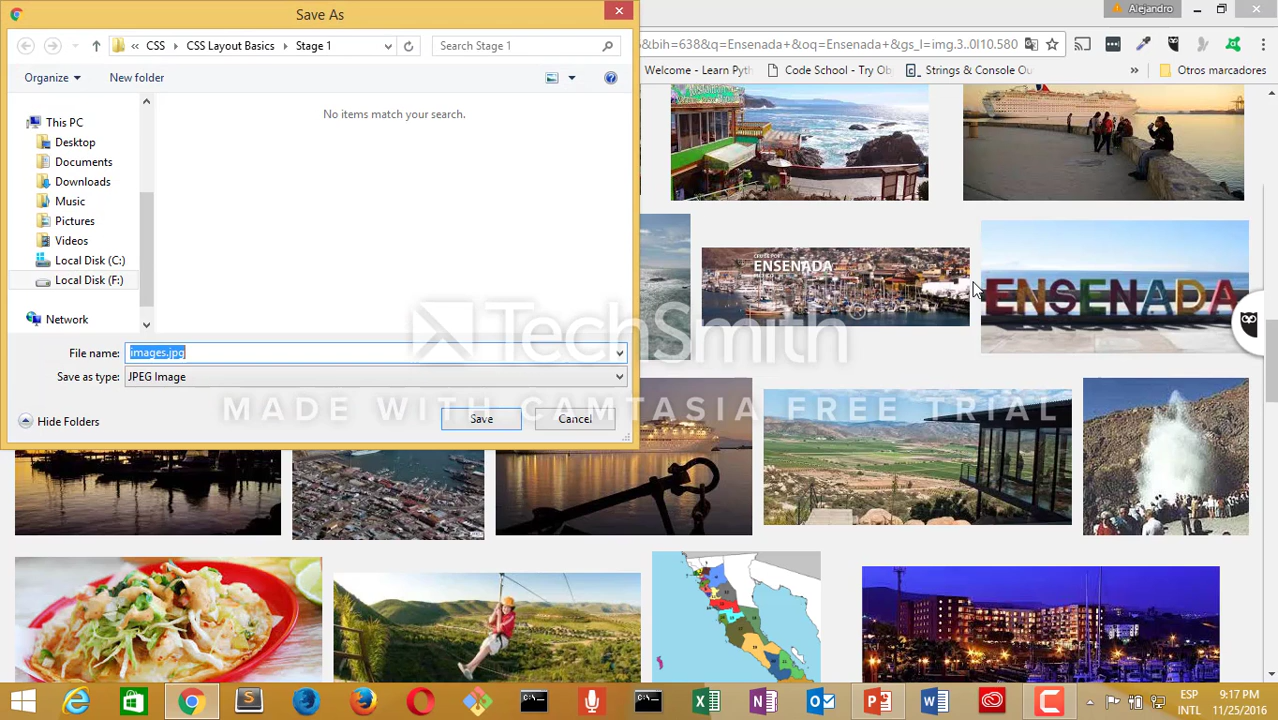 Save As
Alejandro
«
CSS
CSS Layout Basics
Stage 1
Search Stage 1
&bih=638&q=Ensenada+&oq=Ensenada+&gs_l=img.3..0l10.580
Organize
New folder
Welcome - Learn Pyth
Code School - Try Ob
Strings & Console Ou
»
Otros marcadores
This PC
Desktop
Documents
Downloads
Music
Pictures
Videos
Local Disk (C:)
Local Disk (F:)
Network
No items match your search.
ENSENADA
ENSENADA
TechSmith®
File name:
images.jpg
Save as type:
JPEG Image
MADE WITH CAMTASIA FREE TRIAL
Hide Folders
Save
Cancel
ESP
INTL
9:17 PM
11/25/2016